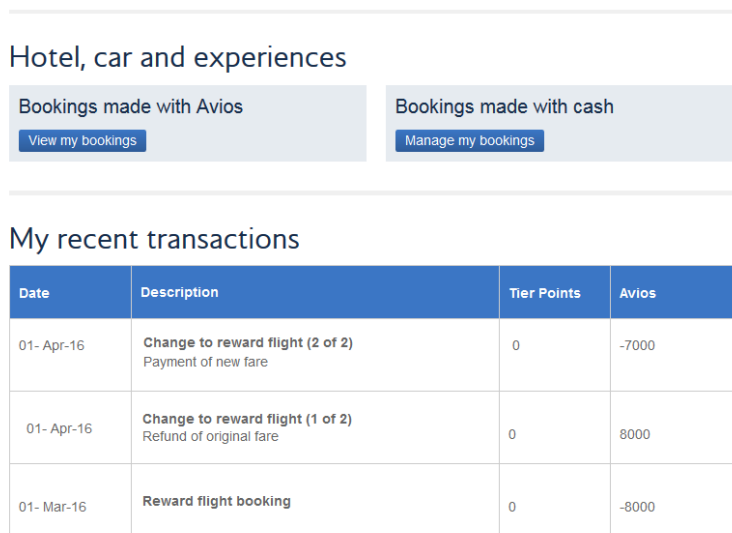 Hotel, car and experiences
Bookings made with Avios
Bookings made with cash
View my bookings
Manage my bookings
My recent transactions
Date Description Tier Points Avios
01- Apr-16 Change to reward flight (2 of 2) 0 -7000
Payment of new fare
01- Apr-16 Change to reward flight (1 of 2) 0 8000
Refund of original fare
01- Mar-16 Reward flight booking 0 -8000